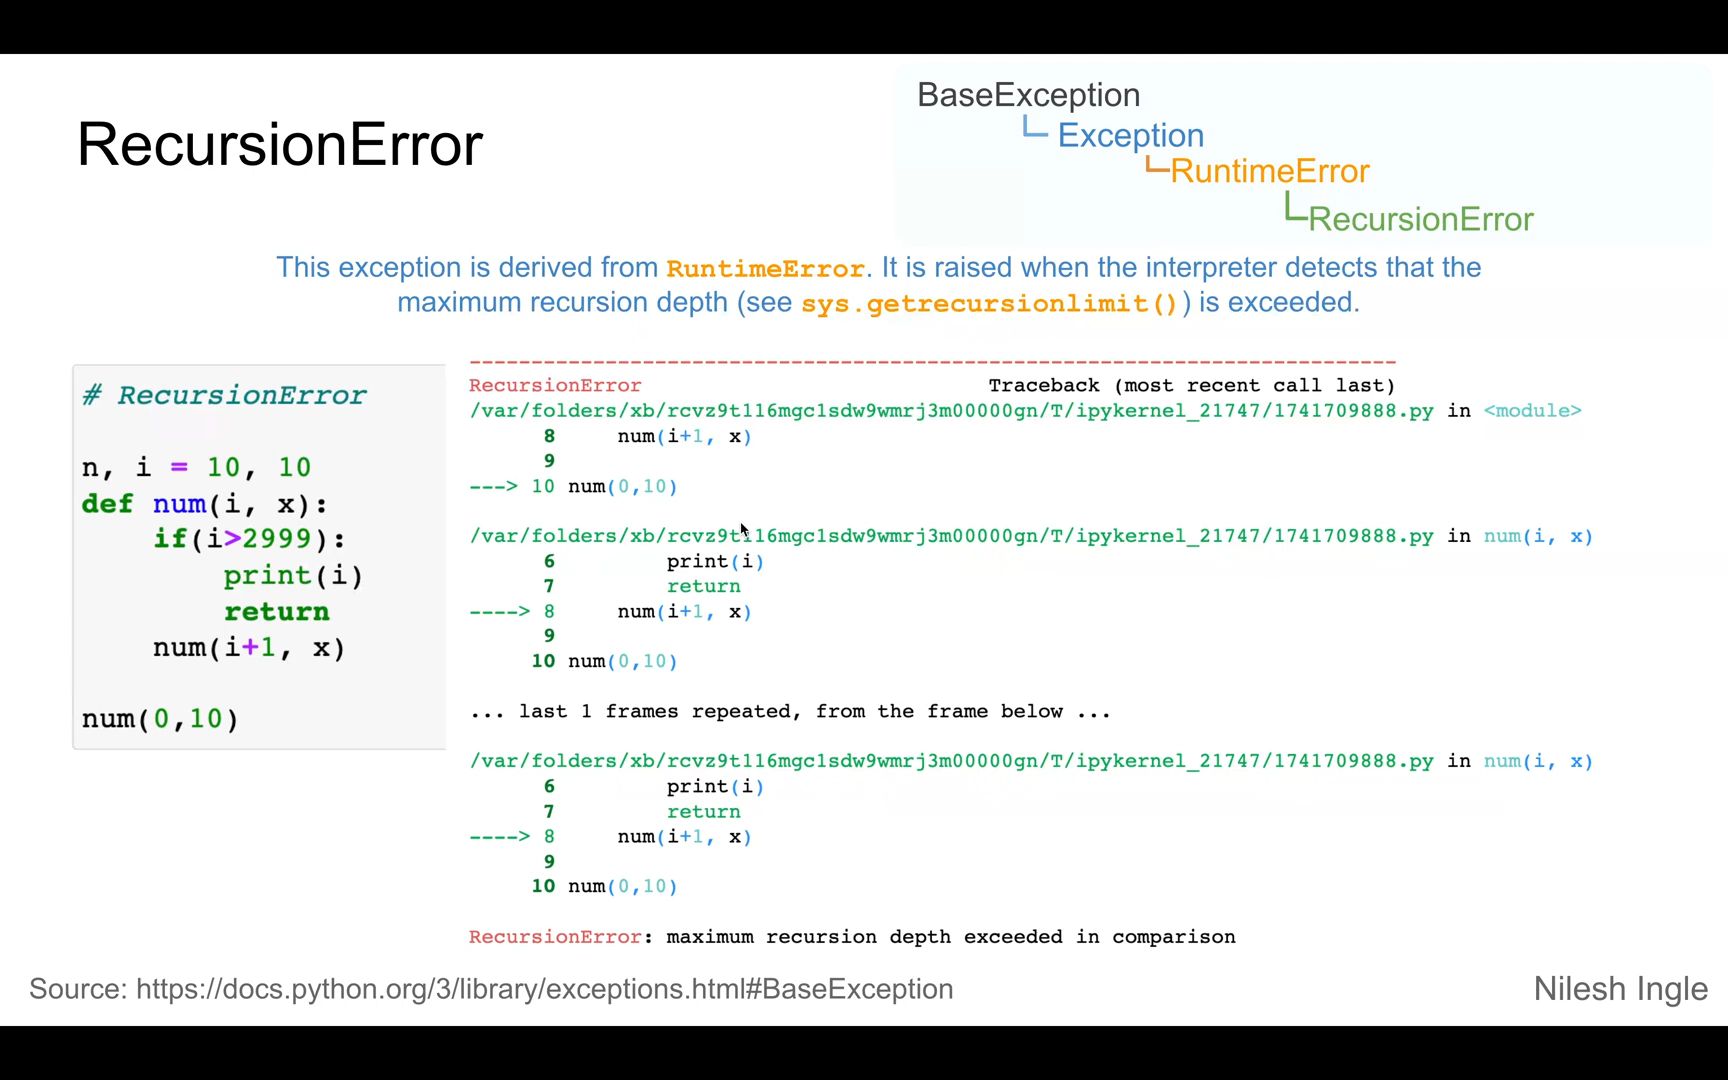 RecursionError
BaseException
Exception
RuntimeError
RecursionError
This exception is derived from RuntimeError. It is raised when the interpreter detects that the
maximum recursion depth (see sys.getrecursionlimit()) is exceeded.
# RecursionError
n, i = 10, 10
def num(i, x):
    if(i>2999):
        print(i)
        return
    num(i+1, x)
num(0,10)
---------------------------------------------------------------------------
RecursionError                            Traceback (most recent call last)
/var/folders/xb/rcvz9t116mgc1sdw9wmrj3m00000gn/T/ipykernel_21747/1741709888.py in <module>
      8     num(i+1, x)
      9
---> 10 num(0,10)
/var/folders/xb/rcvz9t116mgc1sdw9wmrj3m00000gn/T/ipykernel_21747/1741709888.py in num(i, x)
      6         print(i)
      7         return
----> 8     num(i+1, x)
      9
     10 num(0,10)
... last 1 frames repeated, from the frame below ...
/var/folders/xb/rcvz9t116mgc1sdw9wmrj3m00000gn/T/ipykernel_21747/1741709888.py in num(i, x)
      6         print(i)
      7         return
----> 8     num(i+1, x)
      9
     10 num(0,10)
RecursionError: maximum recursion depth exceeded in comparison
Source: https://docs.python.org/3/library/exceptions.html#BaseException
Nilesh Ingle